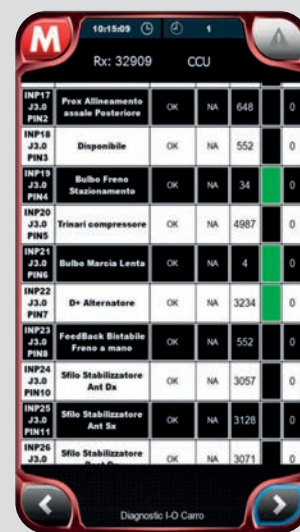 M 10:15:09 1
Rx: 32909 CCU
INP17 J3.0 PIN2 Prox Allineamento assale Posteriore OK NA 648 0
INP18 J3.0 PIN3 Disponibile OK NA 552 0
INP19 J3.0 PIN4 Bulbo Freno Stazionamento OK NA 34 0
INP20 J3.0 PIN5 Trinari compressore OK NA 4987 0
INP21 J3.0 PIN6 Bulbo Marcia Lenta OK NA 4 0
INP22 J3.0 PIN7 D+ Alternatore OK NA 3234 0
INP23 J3.0 PIN8 FeedBack Bistabile Freno a mano OK NA 552 0
INP24 J3.0 PIN10 Sfilo Stabilizzatore Ant Dx OK NA 3057 0
INP25 J3.0 PIN11 Sfilo Stabilizzatore Ant Sx OK NA 3128 0
INP26 J3.0 Sfilo Stabilizzatore OK NA 3071 0
Diagnostic I-O Carro